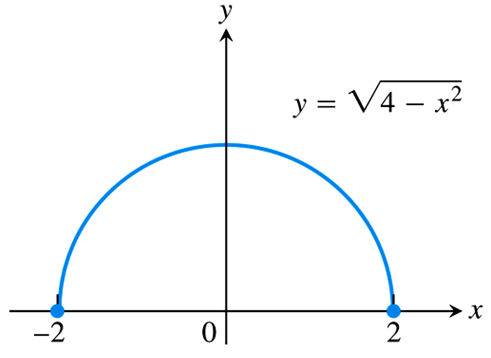 y
y = √4 − x²
x
−2
0
2